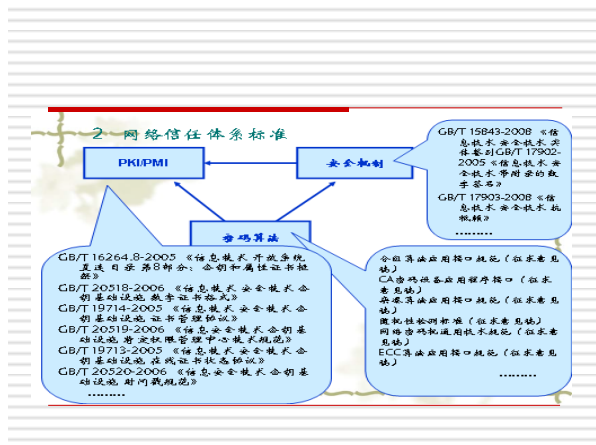 2 网络信任体系标准
PKI/PMI
安全机制
密码算法
GB/T 15843-2008 《信
息技术 安全技术 实
体鉴别GB/T 17902-
2005 《信息技术 安
全技术 带附录的数
字签名》
GB/T 17903-2008 《信
息技术 安全技术 抗
抵赖》
………
GB/T 16264.8-2005 《信息技术 开放系统
互连 目录 第8部分：公钥和属性证书框
架》
GB/T 20518-2006 《信息技术 安全技术 公
钥基础设施 数字证书格式》
GB/T 19714-2005 《信息技术 安全技术 公
钥基础设施 证书管理协议》
GB/T 20519-2006 《信息安全技术 公钥基
础设施 特定权限管理中心技术规范》
GB/T 19713-2005 《信息技术 安全技术 公
钥基础设施 在线证书状态协议》
GB/T 20520-2006 《信息安全技术 公钥基
础设施 时间戳规范》
………
分组算法应用接口规范（征求意见
稿）
CA密码设备应用程序接口（征求
意见稿）
杂凑算法应用接口规范（征求意见
稿）
随机性检测标准（征求意见稿）
网络密码机通用技术规范（征求意
见稿）
ECC算法应用接口规范（征求意见
稿）
………